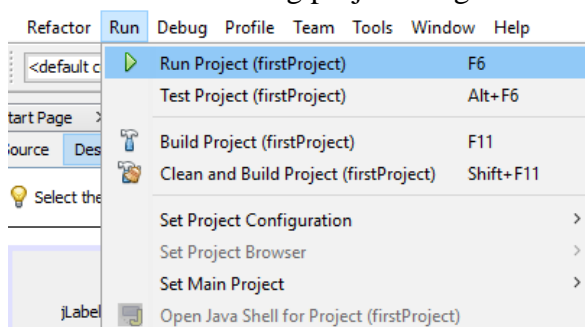 ng proj
Refactor Run Debug Profile Team Tools Window Help
<default c
Run Project (firstProject) F6
Test Project (firstProject) Alt+F6
tart Page
ource Des
Build Project (firstProject) F11
Clean and Build Project (firstProject) Shift+F11
Select the
Set Project Configuration >
Set Project Browser >
Set Main Project >
jLabel
Open Java Shell for Project (firstProject)